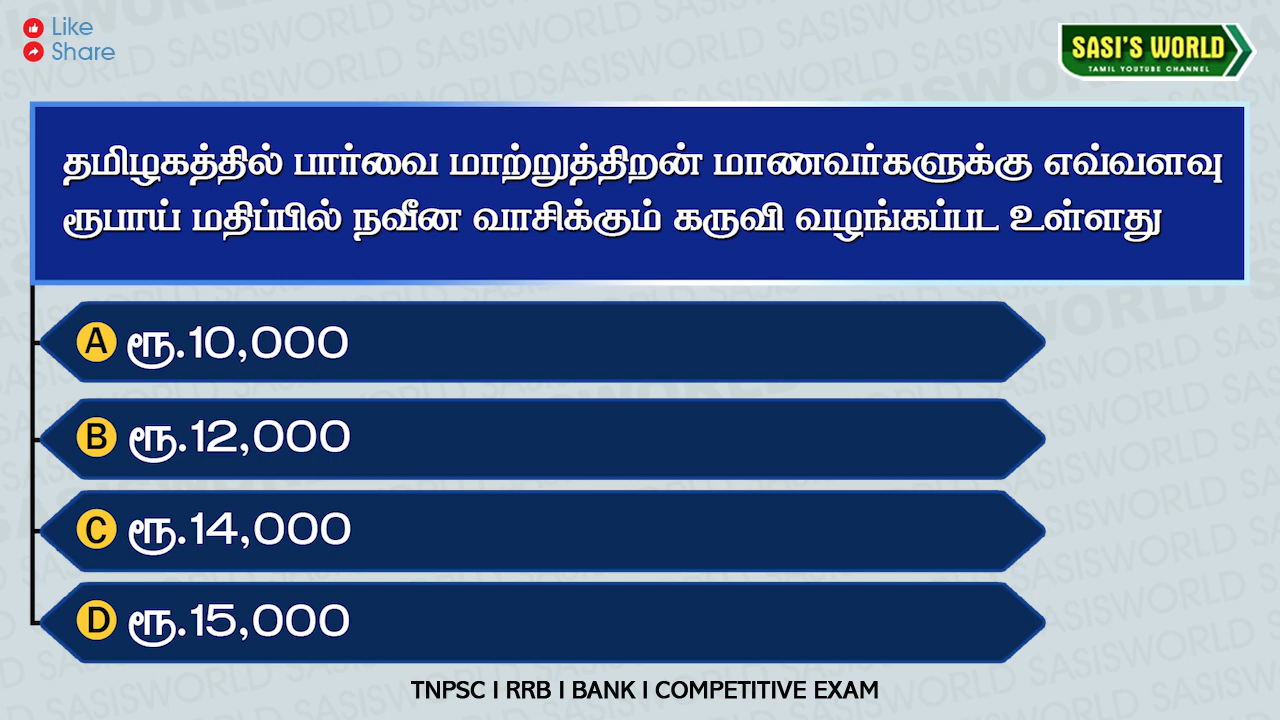 Like
Share
SASI'S WORLD
TAMIL YOUTUBE CHANNEL
தமிழகத்தில் பார்வை மாற்றுத்திறன் மாணவர்களுக்கு எவ்வளவு
ரூபாய் மதிப்பில் நவீன வாசிக்கும் கருவி வழங்கப்பட உள்ளது
A ரூ.10,000
B ரூ.12,000
C ரூ.14,000
D ரூ.15,000
TNPSC I RRB I BANK I COMPETITIVE EXAM